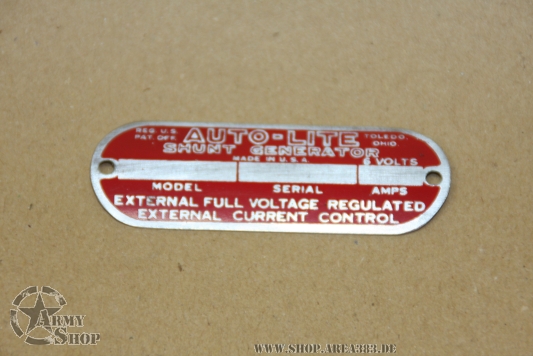 REG. U.S. AUTO-LITE TOLEDO,
PAT. OFF. SHUNT GENERATOR OHIO
MADE IN U.S.A. 6 VOLTS
MODEL SERIAL AMPS
EXTERNAL FULL VOLTAGE REGULATED
EXTERNAL CURRENT CONTROL
ARMY
SHOP
WWW.SHOP.AREA383.DE